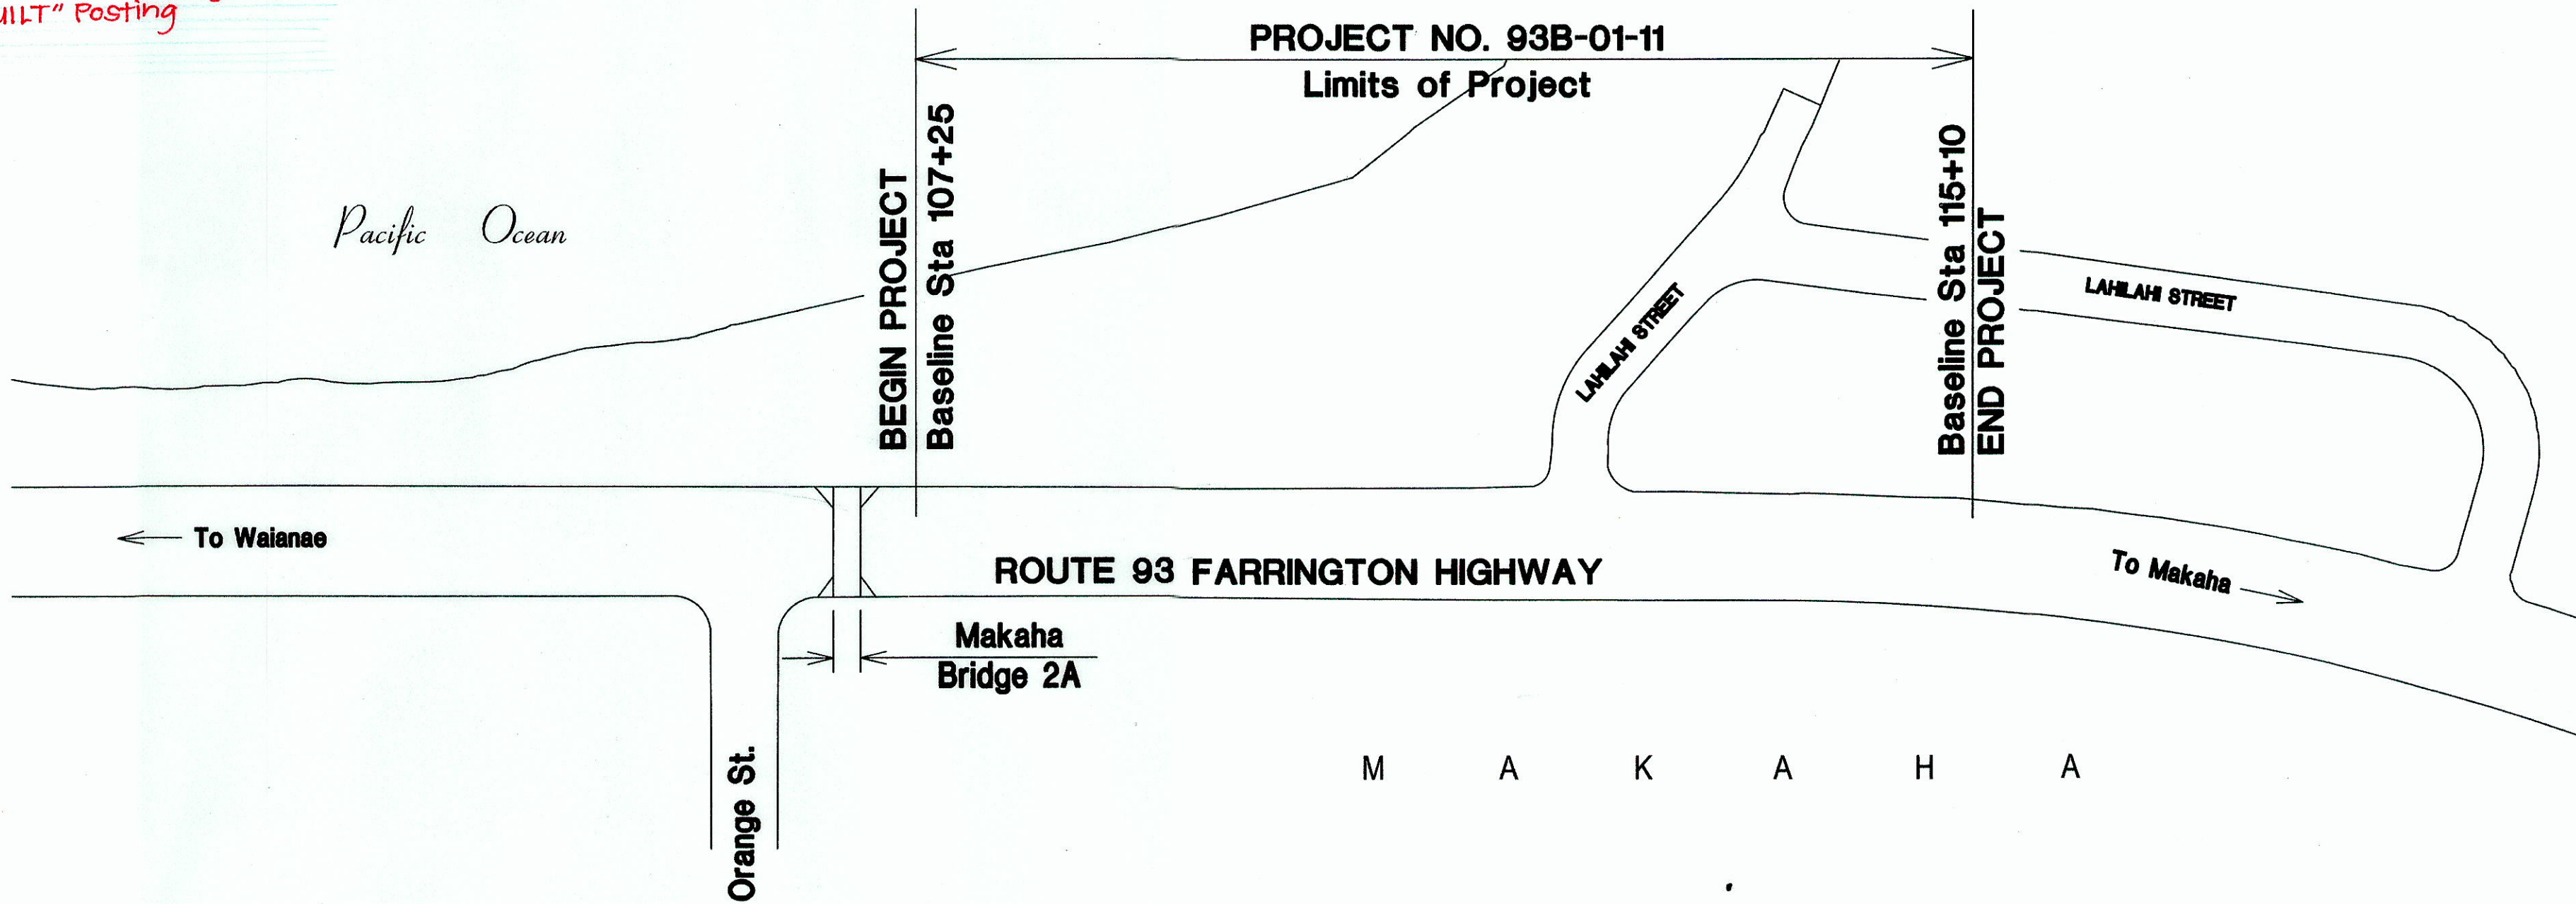 UILT" Posting
PROJECT NO. 93B-01-11
Limits of Project
BEGIN PROJECT
Baseline Sta 107+25
Baseline Sta 115+10
END PROJECT
Pacific Ocean
LAHILAHI STREET
LAHILAHI STREET
To Waianae
ROUTE 93 FARRINGTON HIGHWAY
To Makaha
Makaha
Bridge 2A
Orange St.
M A K A H A